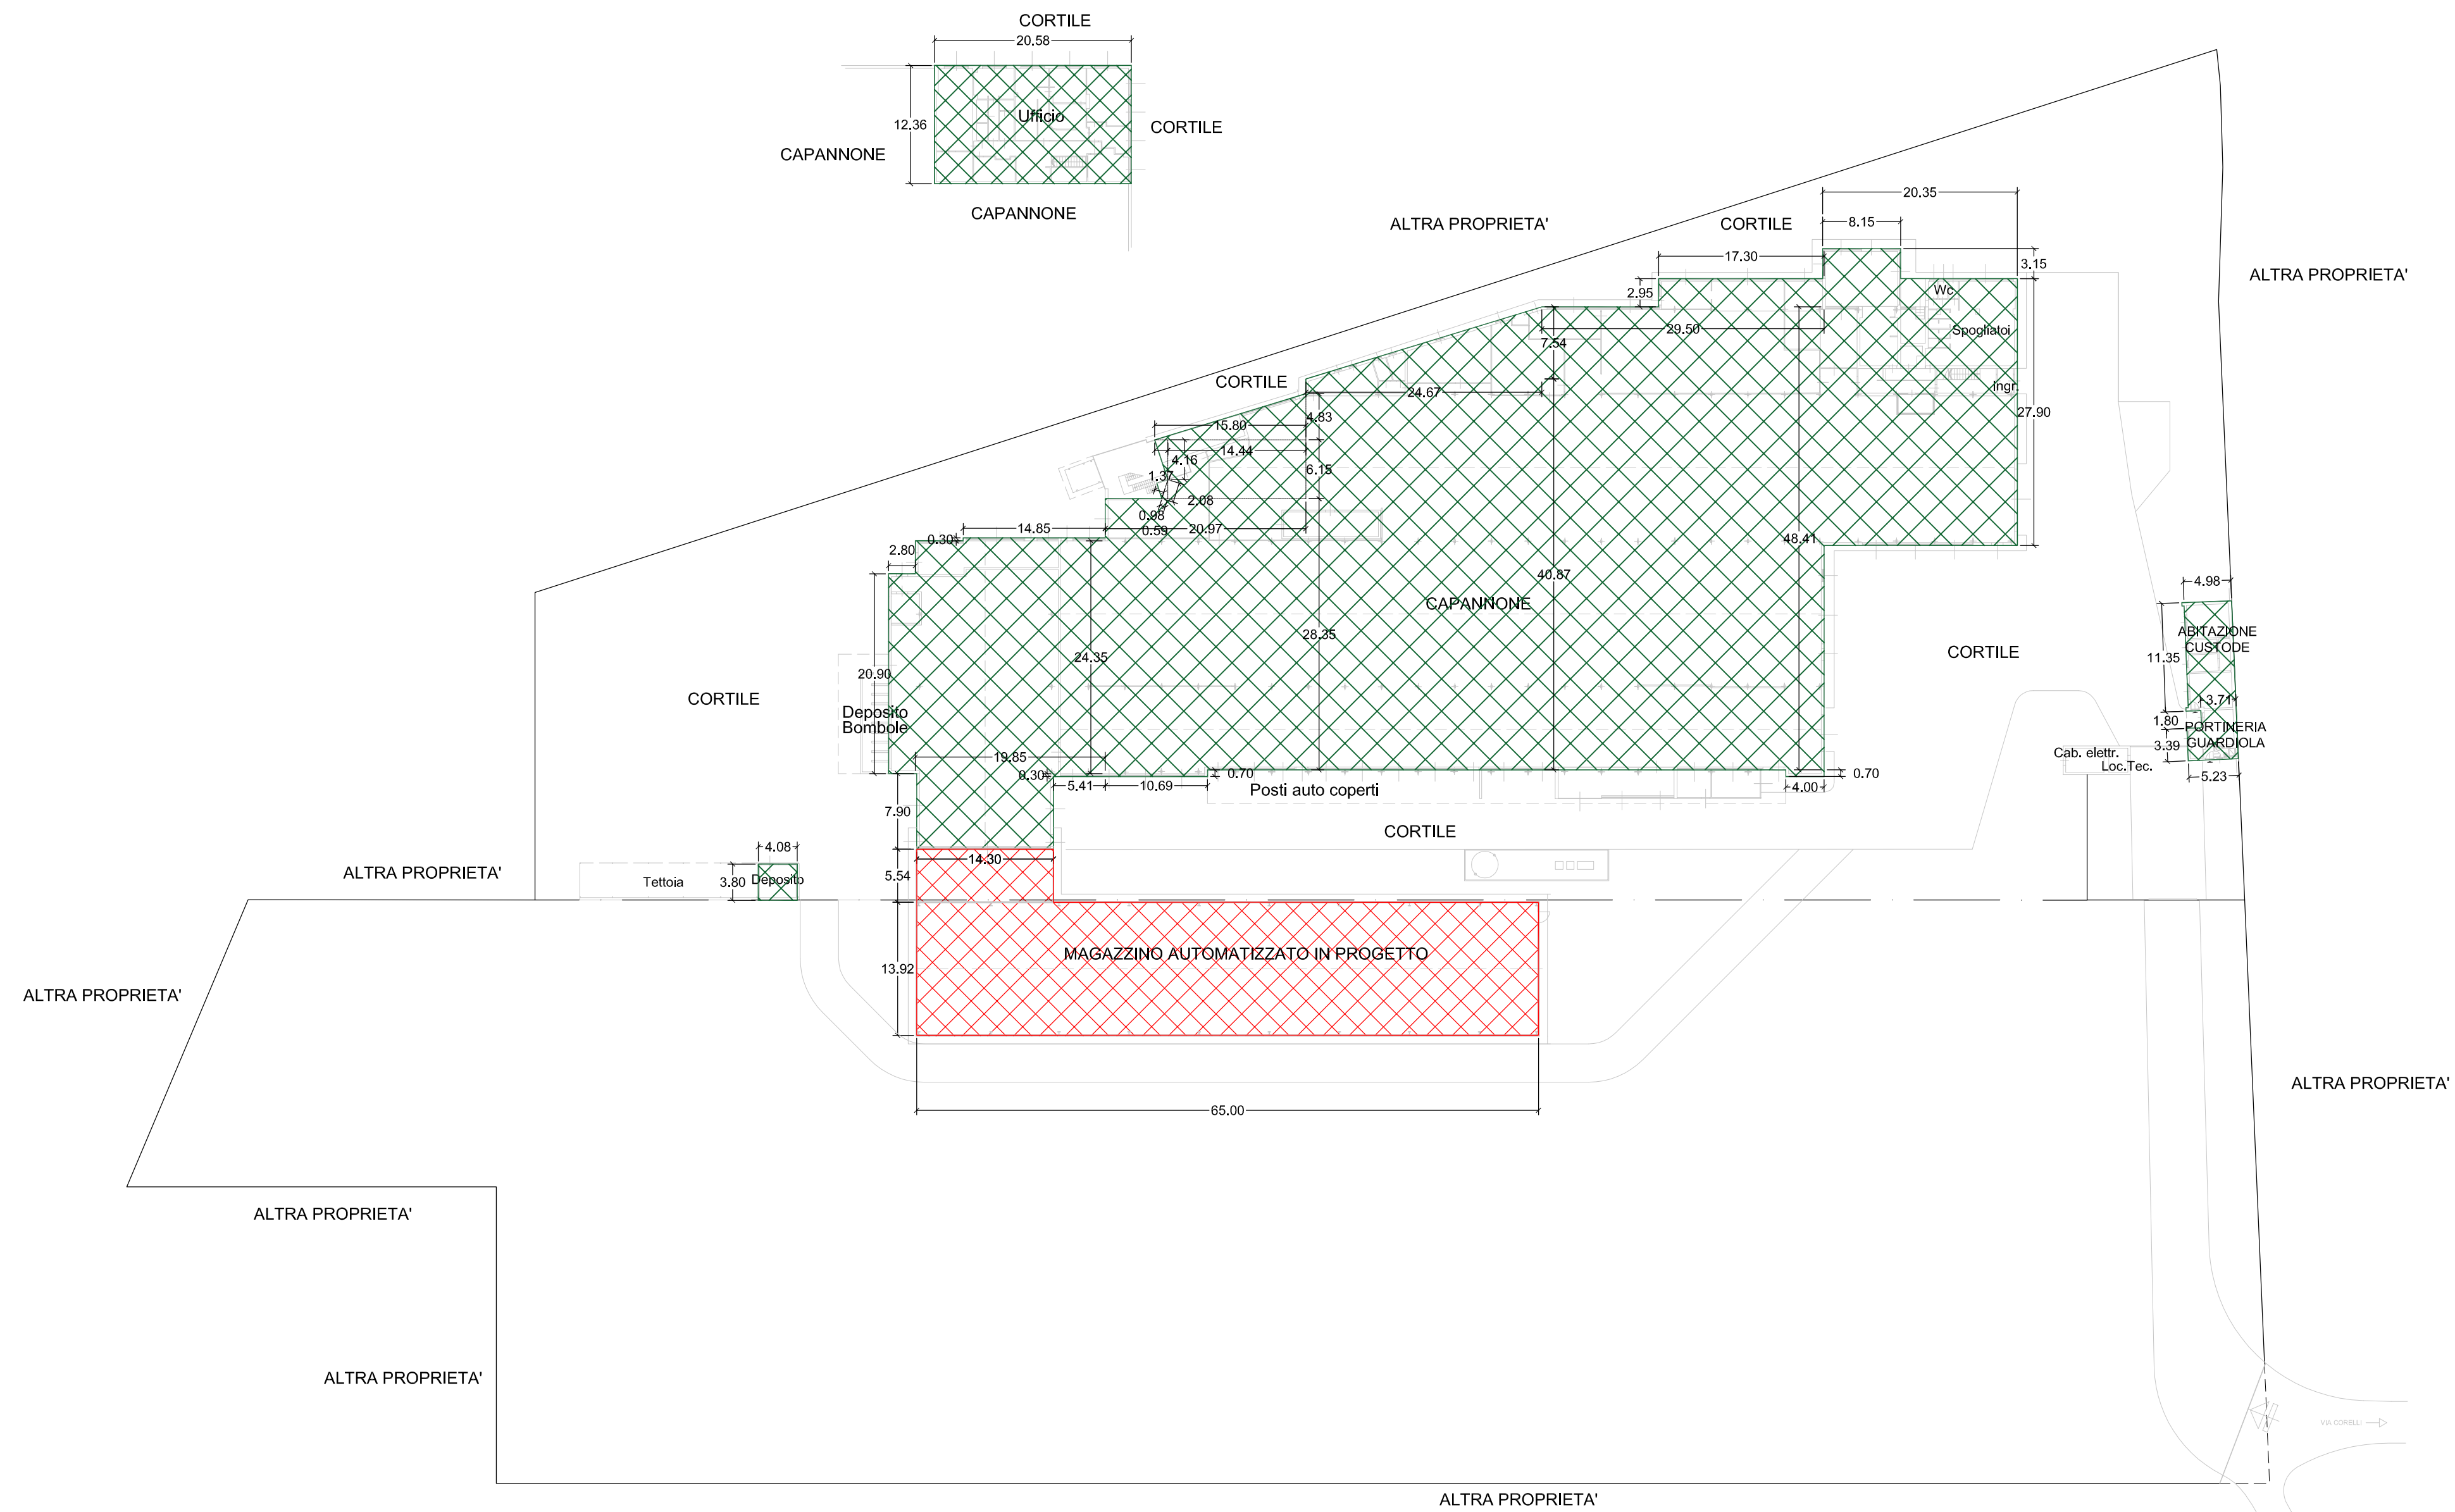 CORTILE
20.58
12.36
Ufficio
CORTILE
CAPANNONE
CAPANNONE
ALTRA PROPRIETA'
CORTILE
20.35
8.15
17.30
3.15
ALTRA PROPRIETA'
2.95
Wc
29.50
Spogliatoi
7.54
CORTILE
24.67
Ingr.
27.90
4.83
15.80
14.44
4.16
6.15
1.37
2.08
0.98
0.59
20.97
14.85
0.30
48.41
2.80
40.87
4.98
CAPANNONE
28.35
ABITAZIONE
CUSTODE
CORTILE
24.35
11.35
20.90
CORTILE
3.71
Deposito
Bombole
1.80
PORTINERIA
GUARDIOLA
3.39
19.85
Cab. elettr.
Loc.Tec.
0.30
0.70
0.70
5.23
5.41
10.69
Posti auto coperti
4.00
7.90
CORTILE
4.08
14.30
ALTRA PROPRIETA'
5.54
Tettoia
3.80
Deposito
MAGAZZINO AUTOMATIZZATO IN PROGETTO
13.92
ALTRA PROPRIETA'
ALTRA PROPRIETA'
65.00
ALTRA PROPRIETA'
ALTRA PROPRIETA'
VIA CORELLI
ALTRA PROPRIETA'